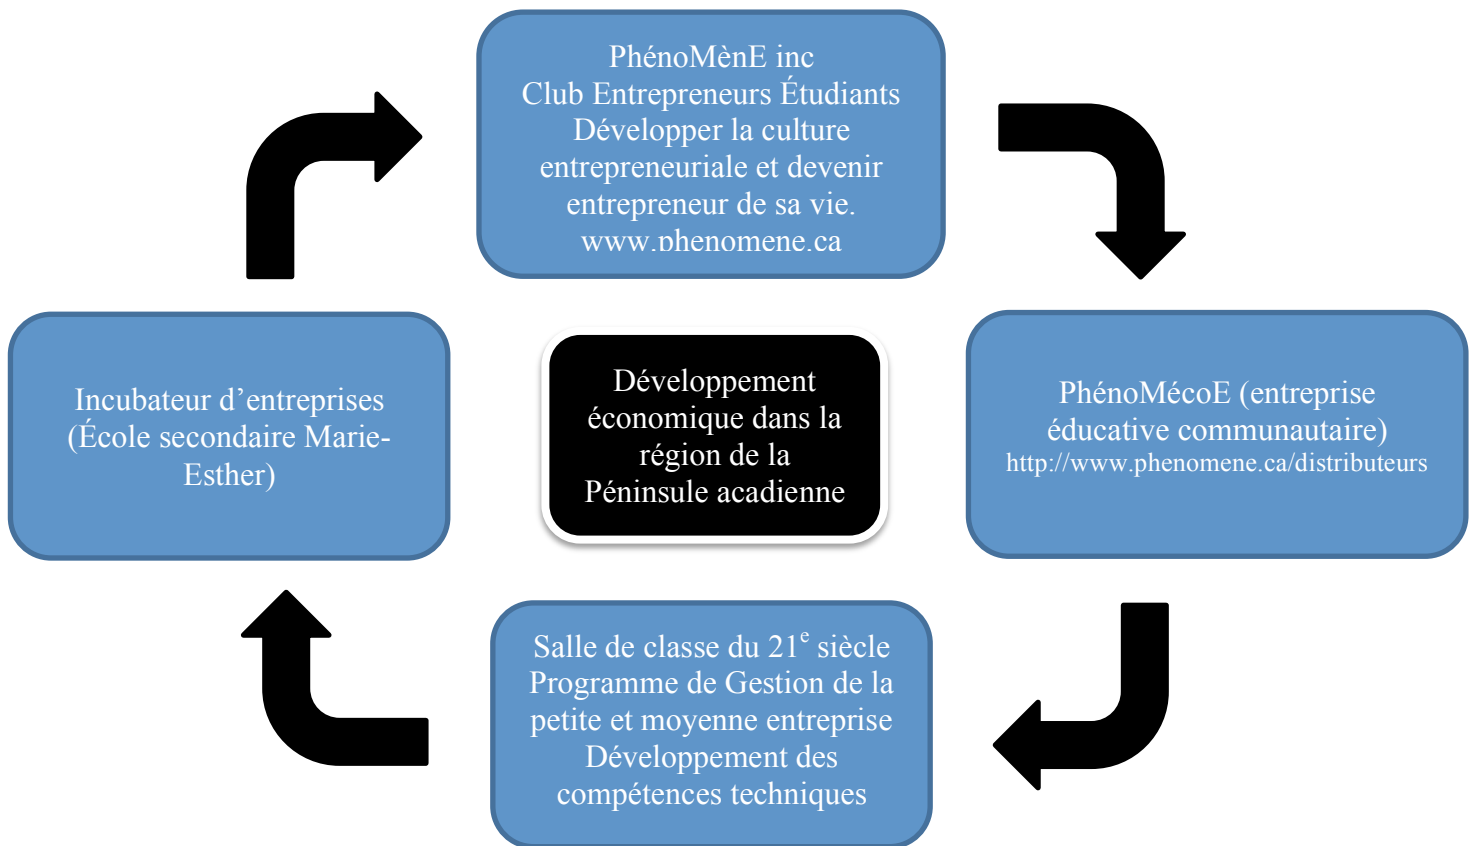 PhénoMènE inc
Club Entrepreneurs Étudiants
Développer la culture
entrepreneuriale et devenir
entrepreneur de sa vie.
www.phenomene.ca
Incubateur d’entreprises
(École secondaire Marie-
Esther)
Développement
économique dans la
région de la
Péninsule acadienne
PhénoMécoE (entreprise
éducative communautaire)
http://www.phenomene.ca/distributeurs
Salle de classe du 21e siècle
Programme de Gestion de la
petite et moyenne entreprise
Développement des
compétences techniques